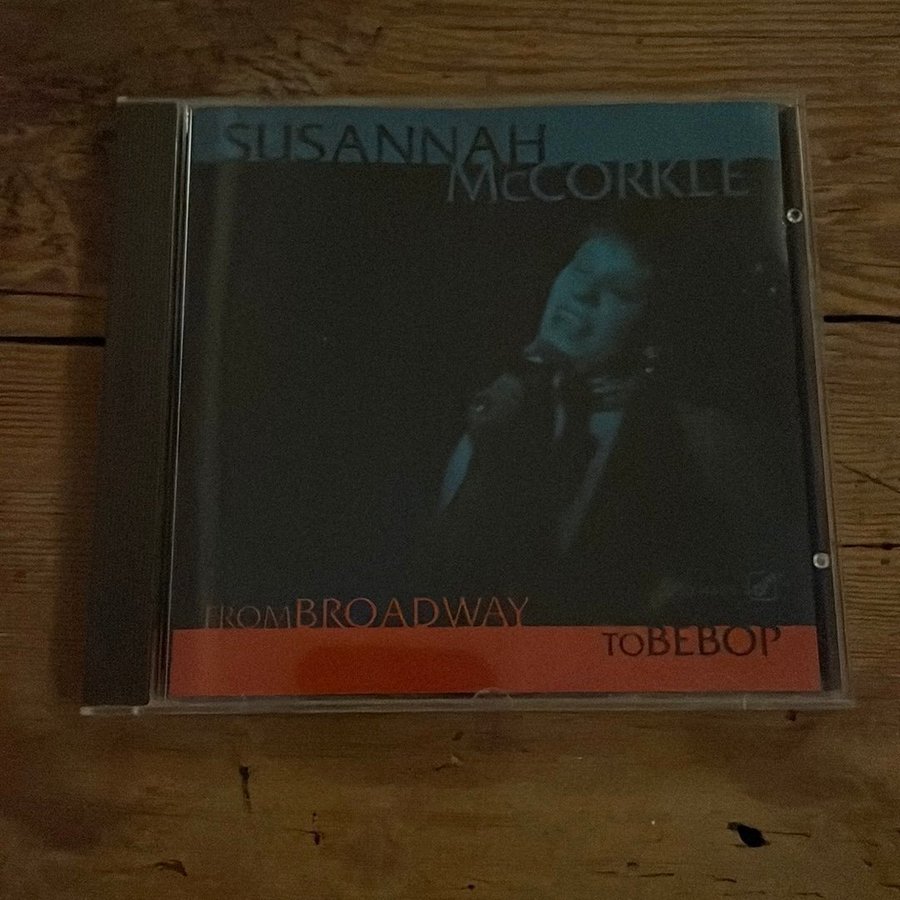 SUSANNAH
McCORKLE
FROM BROADWAY
TO BEBOP